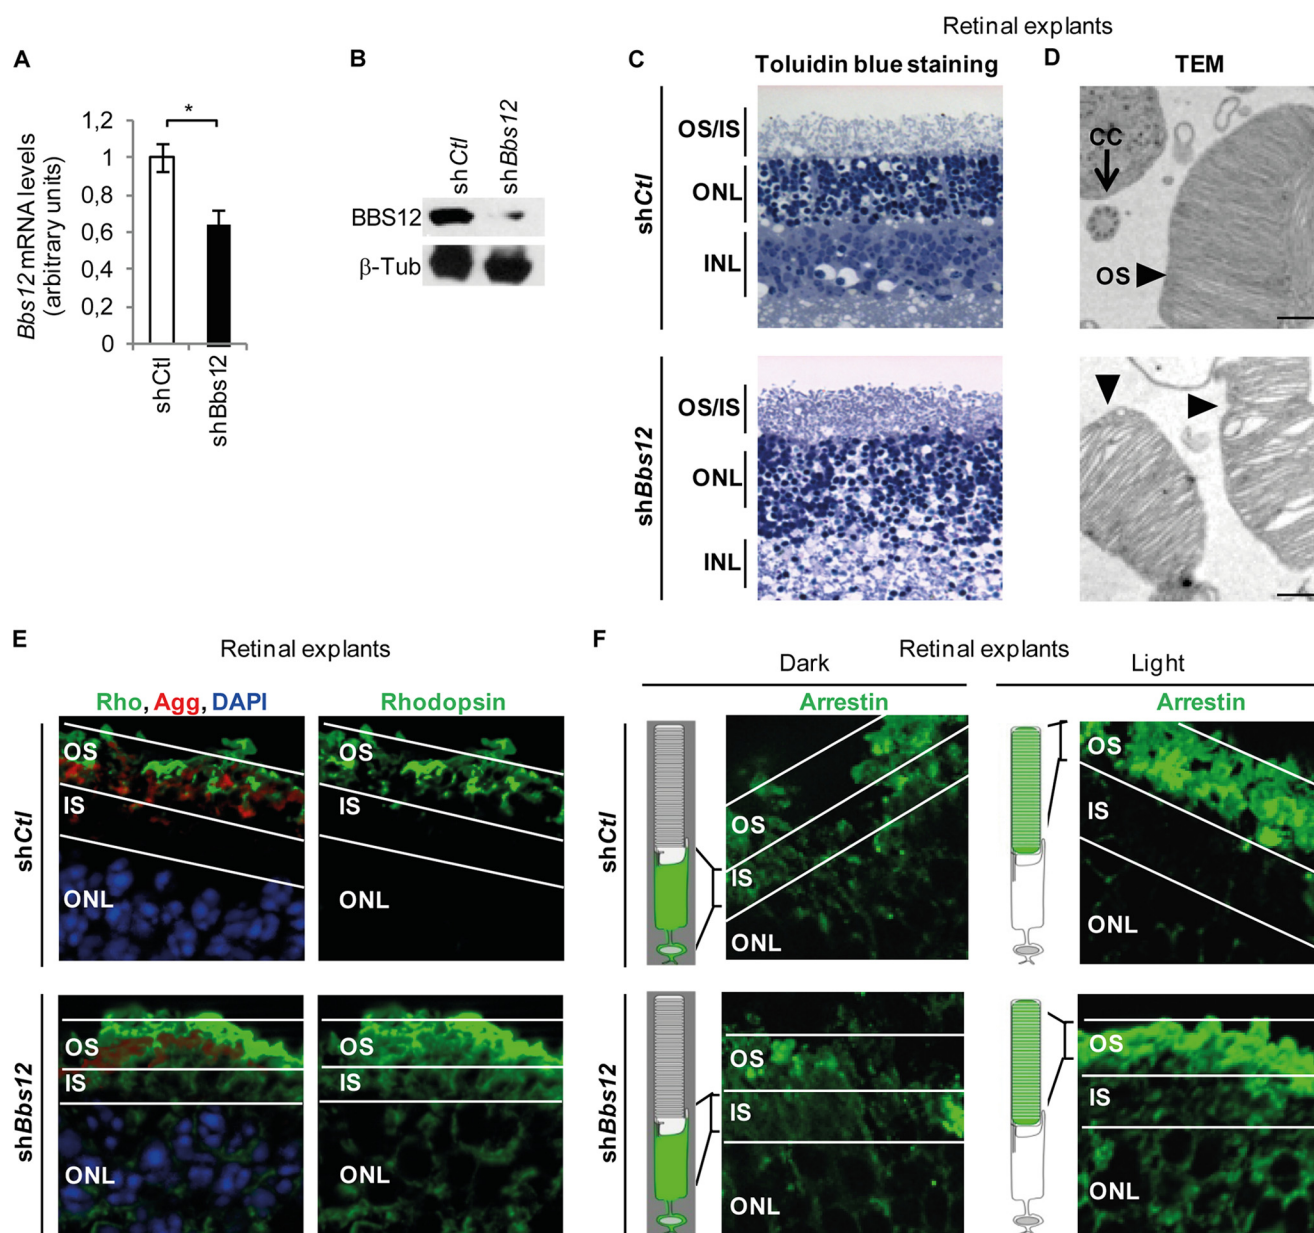 Retinal explants
A
B
C
D
Toluidin blue staining
TEM
Bbs12 mRNA levels
(arbitrary units)
1,2
1
0,8
0,6
0,4
0,2
0
*
shCtl
shBbs12
shCtl
shBbs12
BBS12
β-Tub
shCtl
OS/IS
ONL
INL
CC
OS
shBbs12
OS/IS
ONL
INL
E
Retinal explants
Rho, Agg, DAPI
Rhodopsin
shCtl
OS
IS
ONL
OS
IS
ONL
shBbs12
OS
IS
ONL
OS
IS
ONL
F
Retinal explants
Dark
Light
Arrestin
Arrestin
shCtl
OS
IS
ONL
OS
IS
ONL
shBbs12
OS
IS
ONL
OS
IS
ONL